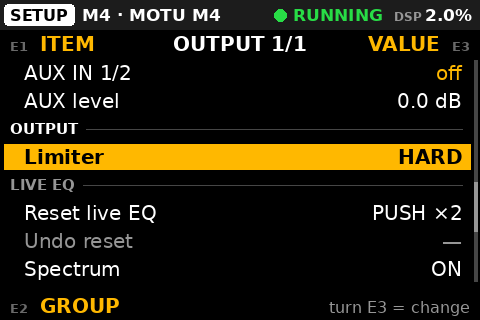 SETUP M4 · MOTU M4 RUNNING DSP 2.0%
E1 ITEM OUTPUT 1/1 VALUE E3
AUX IN 1/2 off
AUX level 0.0 dB
OUTPUT
Limiter HARD
LIVE EQ
Reset live EQ PUSH ×2
Undo reset —
Spectrum ON
E2 GROUP turn E3 = change